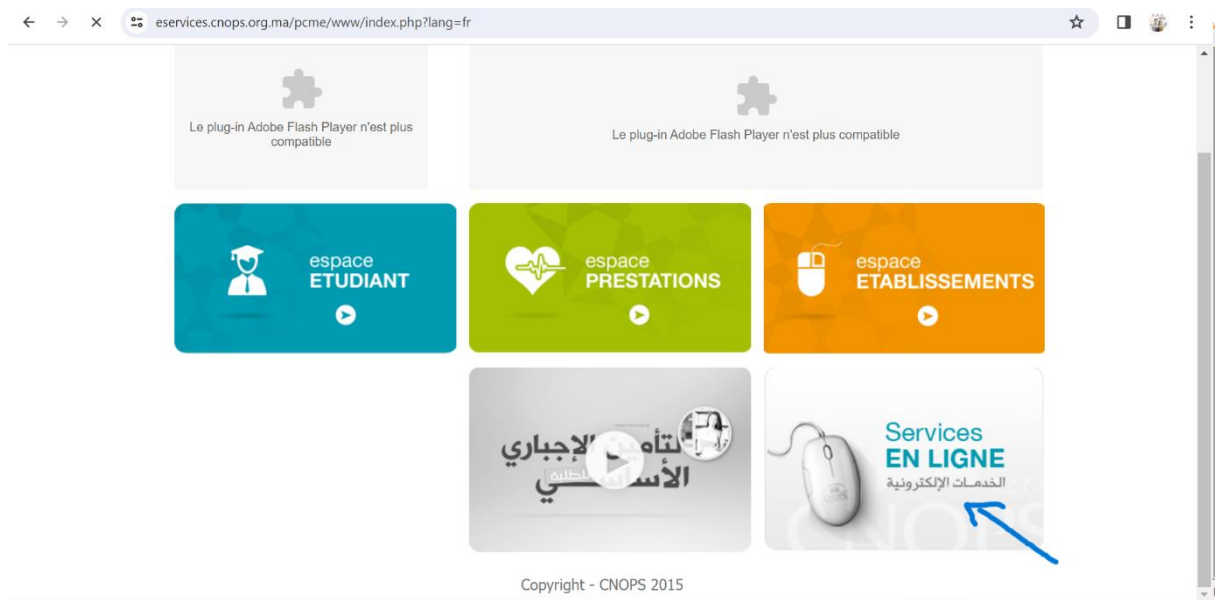 eservices.cnops.org.ma/pcme/www/index.php?lang=fr
Le plug-in Adobe Flash Player n'est plus
compatible
Le plug-in Adobe Flash Player n'est plus compatible
espace
ETUDIANT
espace
PRESTATIONS
espace
ETABLISSEMENTS
التأمين الإجباري
الأساسي للطلبة
Services
EN LIGNE
الخدمـات الإلكترونية
CNOPS
Copyright - CNOPS 2015